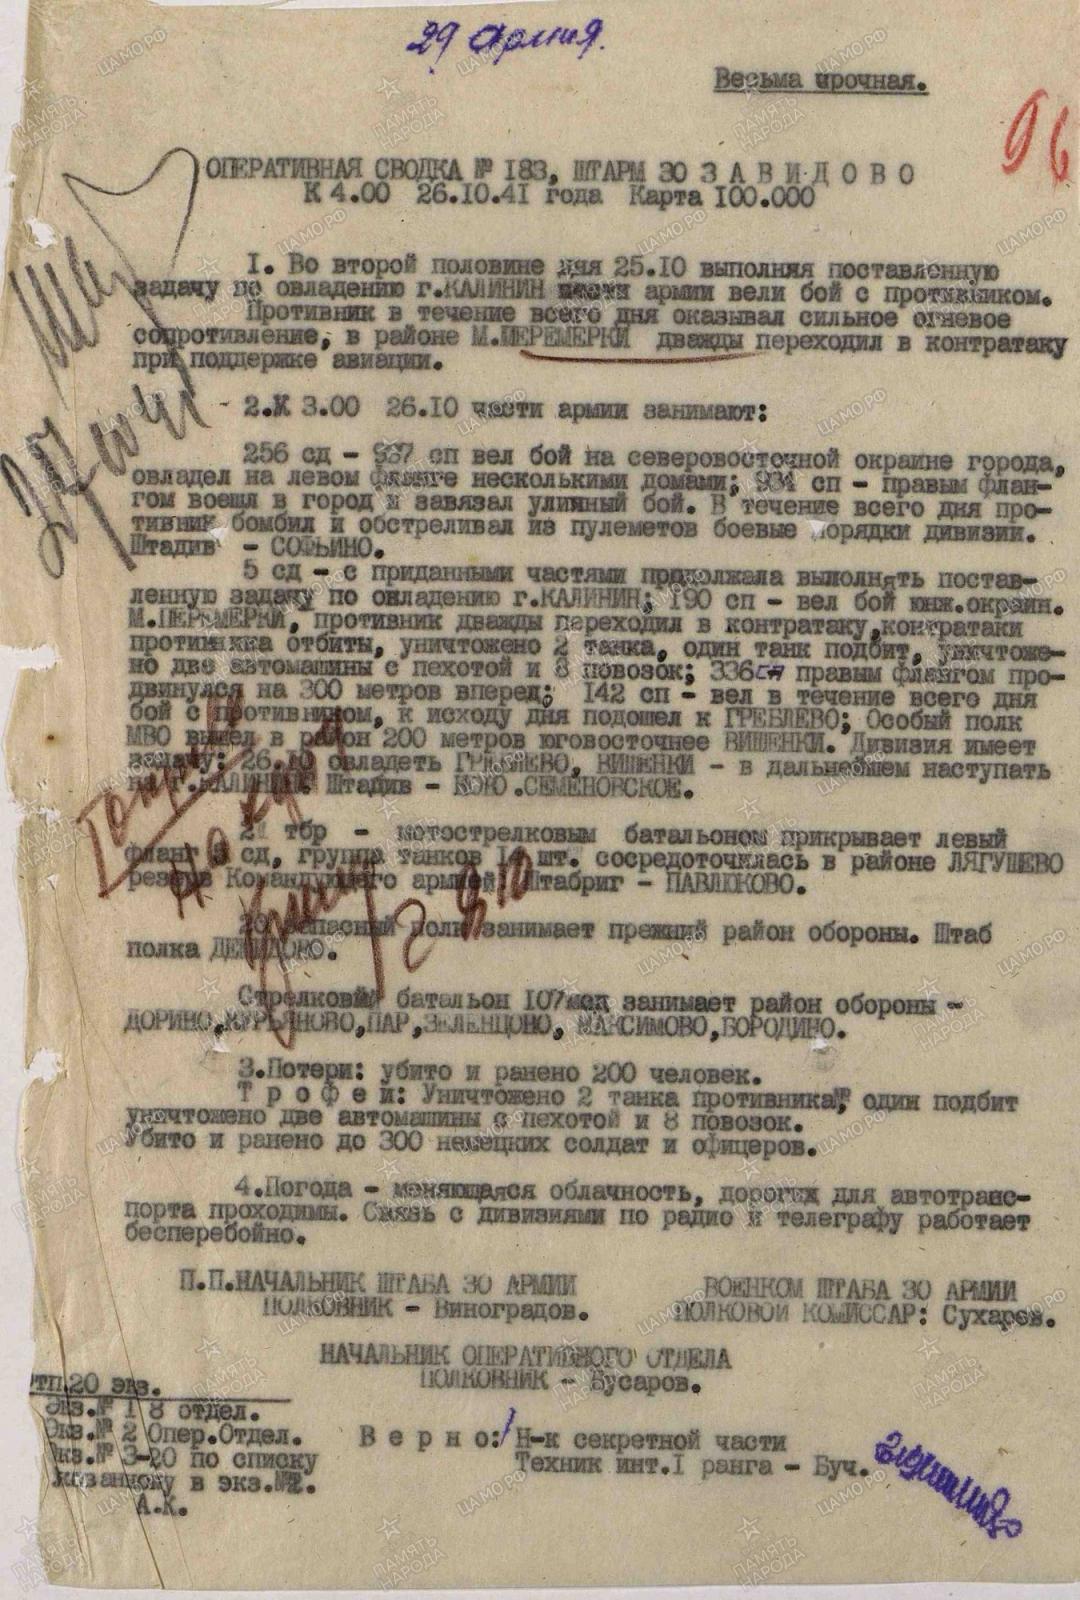 29 Армия.
Весьма срочная.
96
ОПЕРАТИВНАЯ СВОДКА № 183, ШТАРМ 30 З А В И Д О В О
К 4.00 26.10.41 года Карта 100.000
1. Во второй половине дня 25.10 выполняя поставленную
задачу по овладению г.КАЛИНИН части армии вели бой с противником.
Противник в течение всего дня оказывал сильное огневое
сопротивление, в районе М.ПЕРЕМЕРКИ дважды переходил в контратаку
при поддержке авиации.
2.К 3.00 26.10 части армии занимают:
256 сд - 937 сп вел бой на северовосточной окраине города,
овладел на левом фланге несколькими домами; 934 сп - правым флан-
гом вошел в город и завязал уличный бой. В течение всего дня про-
тивник бомбил и обстреливал из пулеметов боевые порядки дивизии.
Штадив - СОФЬИНО.
5 сд - с приданными частями продолжала выполнять постав-
ленную задачу по овладению г.КАЛИНИН; 190 сп - вел бой юж.окраин.
М.ПЕРЕМЕРКИ, противник дважды переходил в контратаку,контратаки
противника отбиты, уничтожено 2 танка, один танк подбит, уничтоже-
но две автомашины с пехотой и 8 повозок; 336сп правым флангом про-
двинулся на 300 метров вперед; 142 сп - вел в течение всего дня
бой с противником, к исходу дня подошел к ГРЕБЛЕВО; Особый полк
МВО вышел в район 200 метров юговосточнее ВИШЕНКИ. Дивизия имеет
задачу: 26.10 овладеть ГРЕБЛЕВО, ВИШЕНКИ - в дальнейшем наступать
на г.КАЛИНИН. Штадив - БОЮ.СЕМЕНОВСКОЕ.
21 тбр - мотострелковым батальоном прикрывает левый
фланг 5 сд, группа танков шт. сосредоточилась в районе ЛЯГУШЕВО
резерв Командующего армией. Штабриг - ПАВЛЮКОВО.
20 запасный полк занимает прежний район обороны. Штаб
полка ДЕМИДОВО.
Стрелковый батальон 107мсд занимает район обороны -
ДОРИНО,КУРЬЯНОВО,ПАР,ЗЕЛЕНЦОНО, МАКСИМОВО,БОРОДИНО.
3.Потери: убито и ранено 200 человек.
Т р о ф е и: Уничтожено 2 танка противника, один подбит
уничтожено две автомашины с пехотой и 8 повозок.
Убито и ранено до 300 немецких солдат и офицеров.
4.Погода - меняющаяся облачность, дороги для автотранс-
порта проходимы. Связь с дивизиями по радио и телеграфу работает
бесперебойно.
П.П.НАЧАЛЬНИК ШТАБА 30 АРМИИ ВОЕНКОМ ШТАБА 30 АРМИИ
ПОЛКОВНИК - Виноградов. ПОЛКОВОЙ КОМИССАР: Сухарев.
НАЧАЛЬНИК ОПЕРАТИВНОГО ОТДЕЛА
ПОЛКОВНИК - Бусаров.
отп.20 экз.
Экз.№ 1 8 отдел.
Экз.№ 2 Опер.Отдел.
Экз.№ 3-20 по списку
указанному в экз.№2.
А.К.
В е р н о: Н-к секретной части
Техник инт.I ранга - Буч.